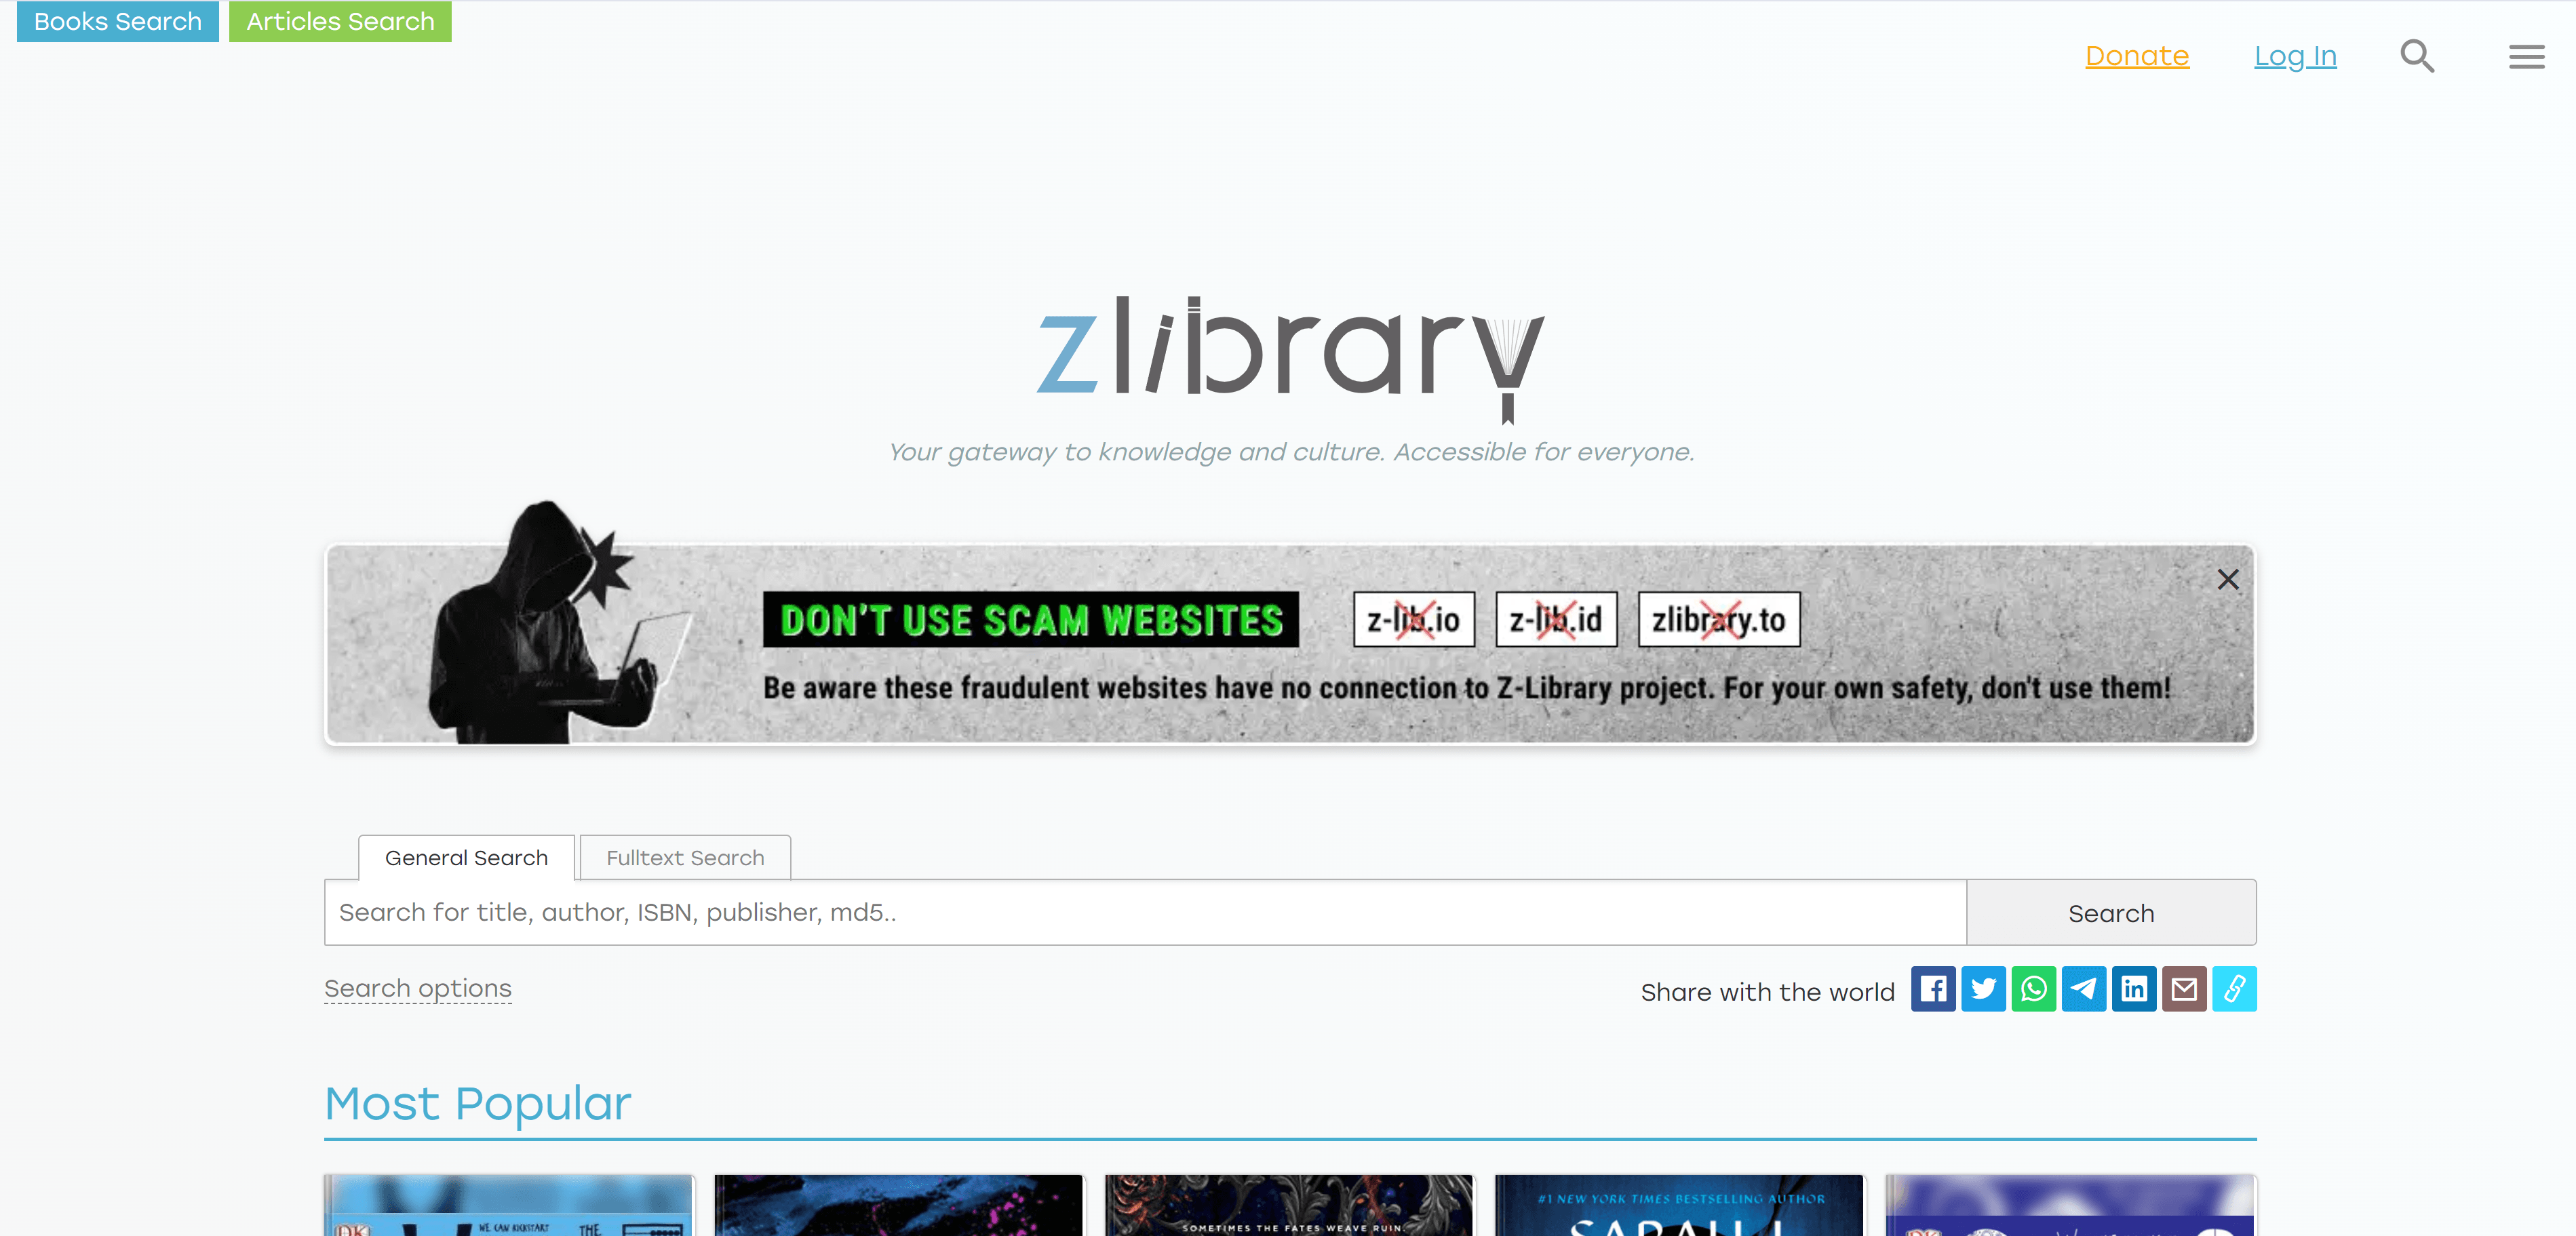 Books Search
Articles Search
Donate
Log In
zlibrary
Your gateway to knowledge and culture. Accessible for everyone.
DON'T USE SCAM WEBSITES
z-lib.io
z-lib.id
zlibrary.to
Be aware these fraudulent websites have no connection to Z-Library project. For your own safety, don't use them!
General Search
Fulltext Search
Search for title, author, ISBN, publisher, md5..
Search
Search options
Share with the world
Most Popular
DK
WE CAN KICKSTART
THE
SOMETIMES THE FATES WEAVE RUIN.
#1 NEW YORK TIMES BESTSELLING AUTHOR
SARAH J.
DK